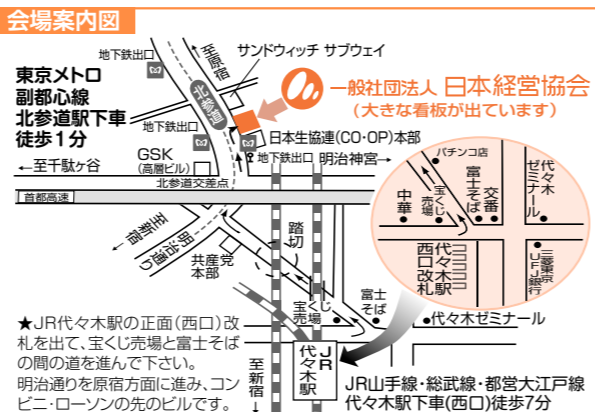 会場案内図
東京メトロ
副都心線
北参道駅下車
徒歩1分
地下鉄出口
至原宿
サンドウィッチ サブウェイ
北参道
一般社団法人 日本経営協会
(大きな看板が出ています)
地下鉄出口
日本生協連(CO・OP)本部
GSK
(高層ビル)
地下鉄出口
明治神宮→
←至千駄ヶ谷
北参道交差点
首都高速
至新宿
明治通り
共産党
本部
踏切
宝くじ
売場
富士
そば
代々木ゼミナール
パチンコ店
中華
宝くじ
売場
富士そば
交番
代々木
ゼミナール
代々木駅
西口改札
三菱東京
UFJ銀行
★JR代々木駅の正面(西口)改
札を出て、宝くじ売場と富士そば
の間の道を進んで下さい。
明治通りを原宿方面に進み、コン
ビニ・ローソンの先のビルです。
至新宿↓
JR
代々木駅
JR山手線・総武線・都営大江戸線
代々木駅下車(西口)徒歩7分